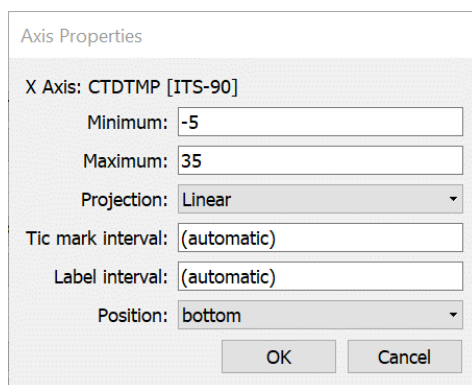 Axis Properties
X Axis: CTDTMP [ITS-90]
Minimum: -5
Maximum: 35
Projection: Linear
Tic mark interval: (automatic)
Label interval: (automatic)
Position: bottom
OK Cancel